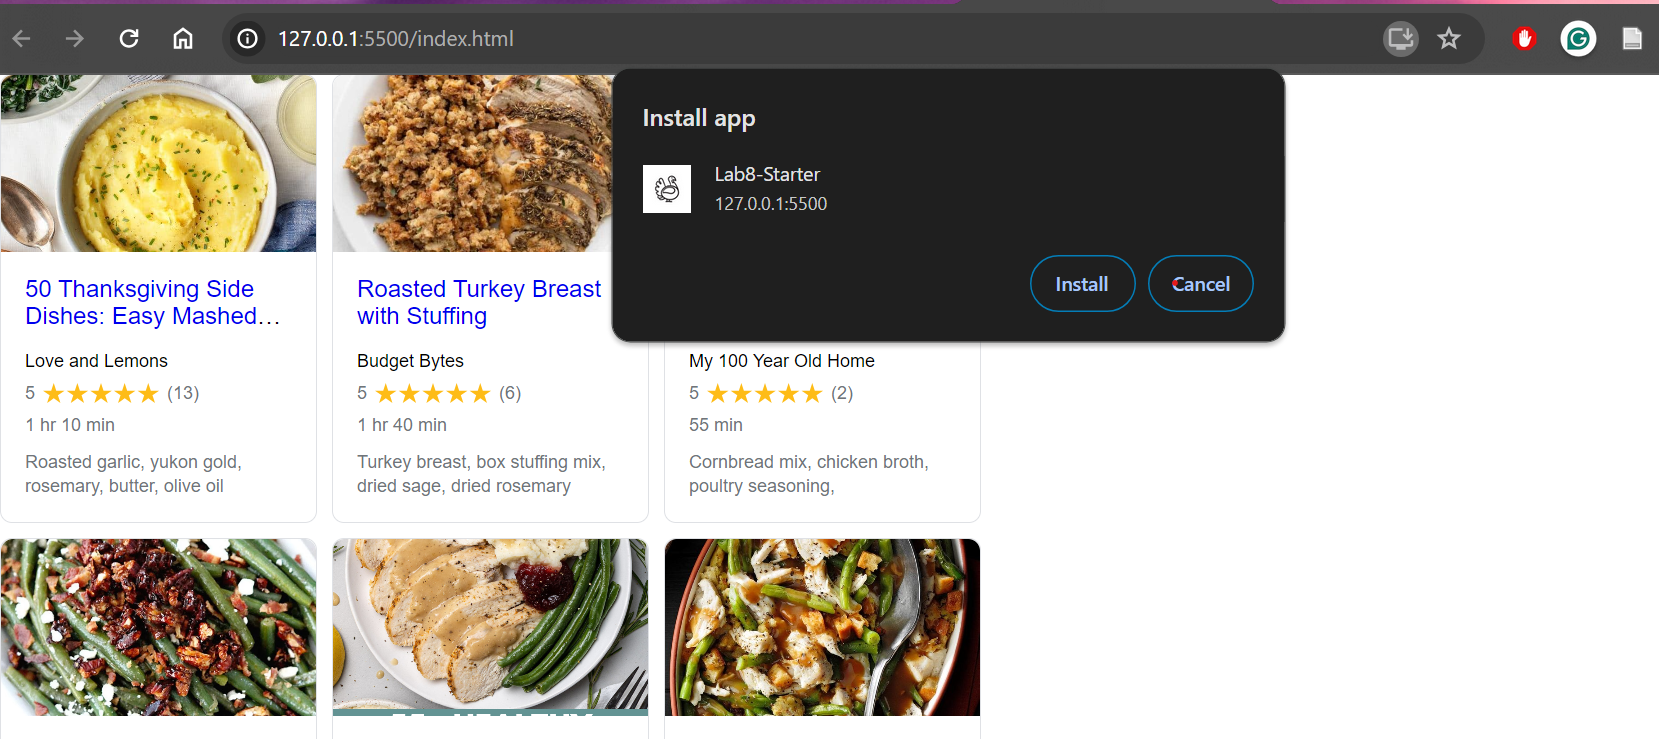 127.0.0.1:5500/index.html
Install app
Lab8-Starter
127.0.0.1:5500
Install
Cancel
50 Thanksgiving Side
Dishes: Easy Mashed...
Love and Lemons
5 ★★★★★ (13)
1 hr 10 min
Roasted garlic, yukon gold,
rosemary, butter, olive oil
Roasted Turkey Breast
with Stuffing
Budget Bytes
5 ★★★★★ (6)
1 hr 40 min
Turkey breast, box stuffing mix,
dried sage, dried rosemary
My 100 Year Old Home
5 ★★★★★ (2)
55 min
Cornbread mix, chicken broth,
poultry seasoning,